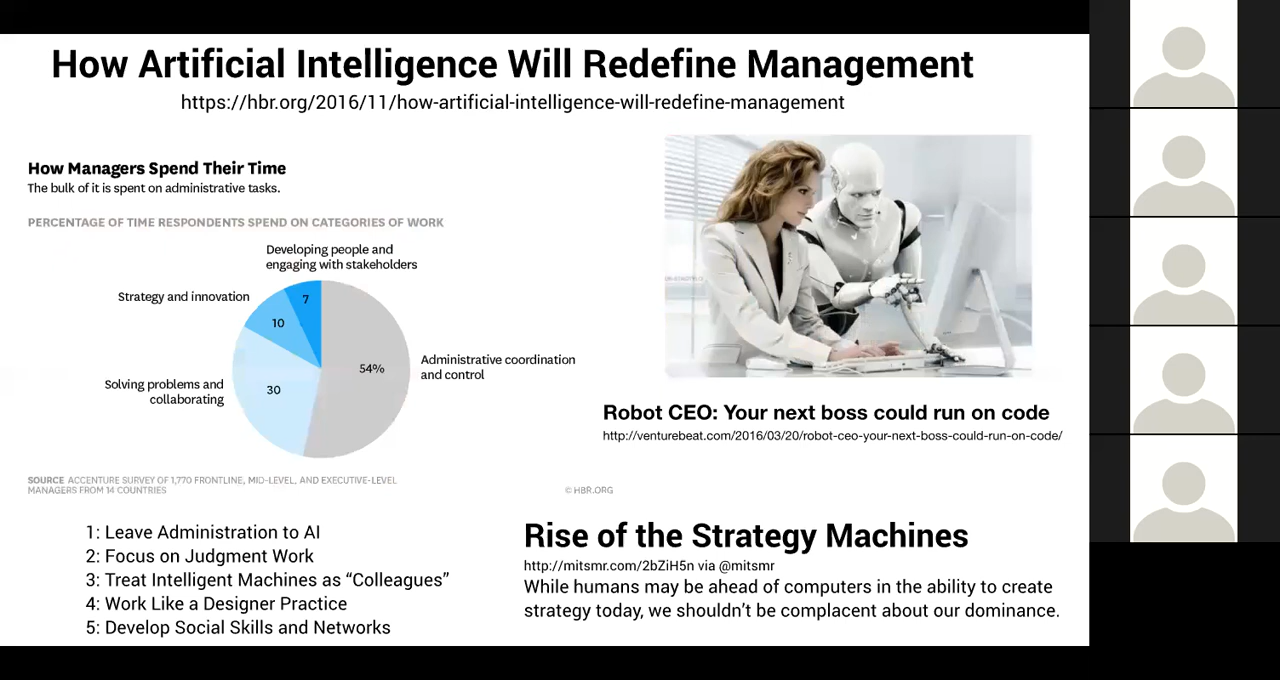 How Artificial Intelligence Will Redefine Management
https://hbr.org/2016/11/how-artificial-intelligence-will-redefine-management
How Managers Spend Their Time
The bulk of it is spent on administrative tasks.
PERCENTAGE OF TIME RESPONDENTS SPEND ON CATEGORIES OF WORK
Developing people and
engaging with stakeholders
7
Strategy and innovation
10
54%
Administrative coordination
and control
Solving problems and
collaborating
30
SOURCE ACCENTURE SURVEY OF 1,770 FRONTLINE, MID-LEVEL, AND EXECUTIVE-LEVEL
MANAGERS FROM 14 COUNTRIES
© HBR.ORG
Robot CEO: Your next boss could run on code
http://venturebeat.com/2016/03/20/robot-ceo-your-next-boss-could-run-on-code/
1: Leave Administration to AI
2: Focus on Judgment Work
3: Treat Intelligent Machines as “Colleagues”
4: Work Like a Designer Practice
5: Develop Social Skills and Networks
Rise of the Strategy Machines
http://mitsmr.com/2bZiH5n via @mitsmr
While humans may be ahead of computers in the ability to create
strategy today, we shouldn’t be complacent about our dominance.